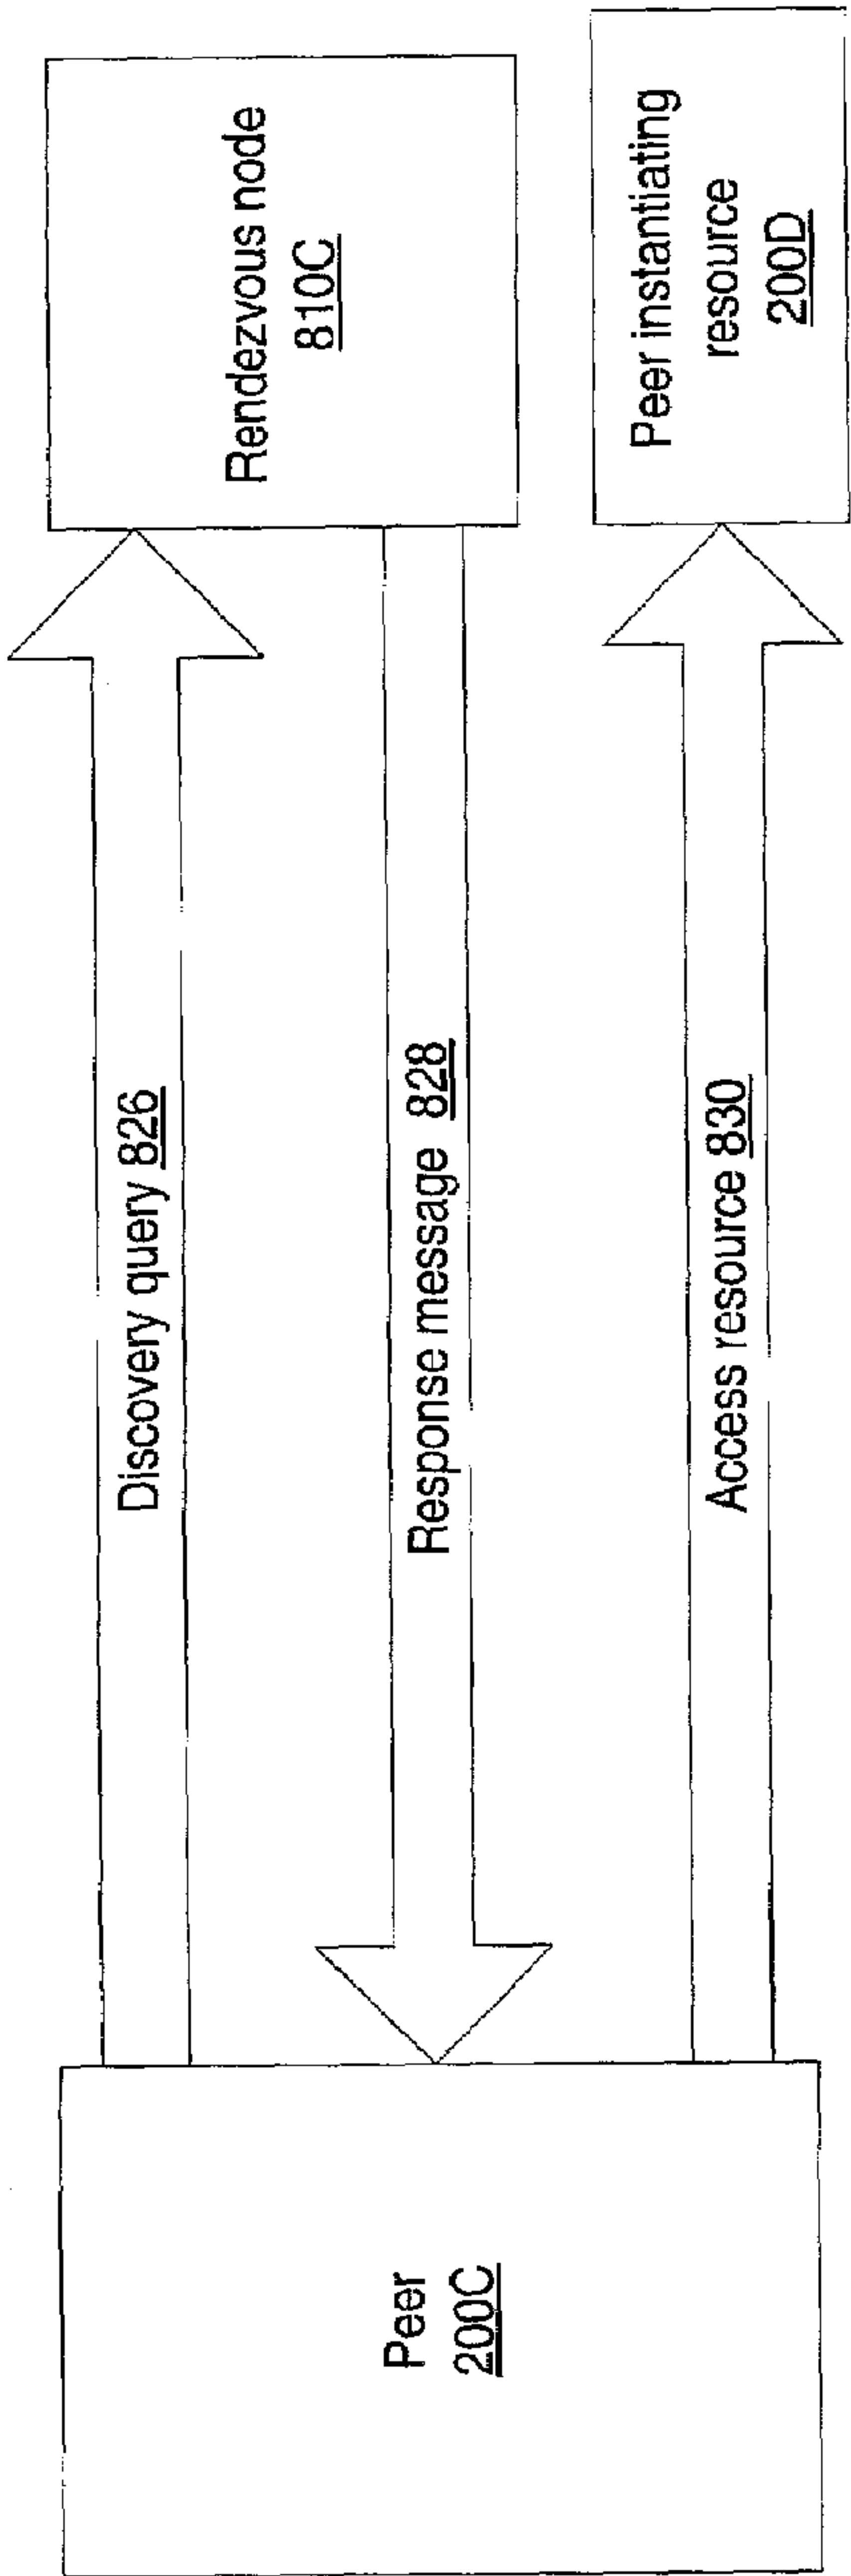 Peer
200C
Discovery query 826
Response message 828
Access resource 830
Rendezvous node
810C
Peer instantiating
resource
200D